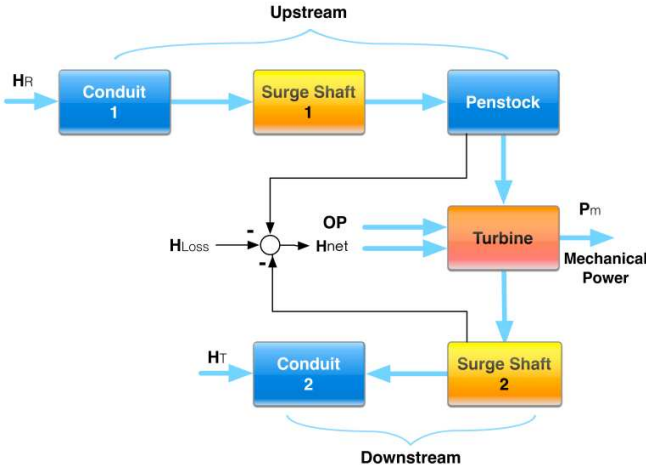 Upstream
HR
Conduit
1
Surge Shaft
1
Penstock
OP
Pm
-
HLoss
Hnet
Turbine
-
Mechanical
Power
HT
Conduit
2
Surge Shaft
2
Downstream